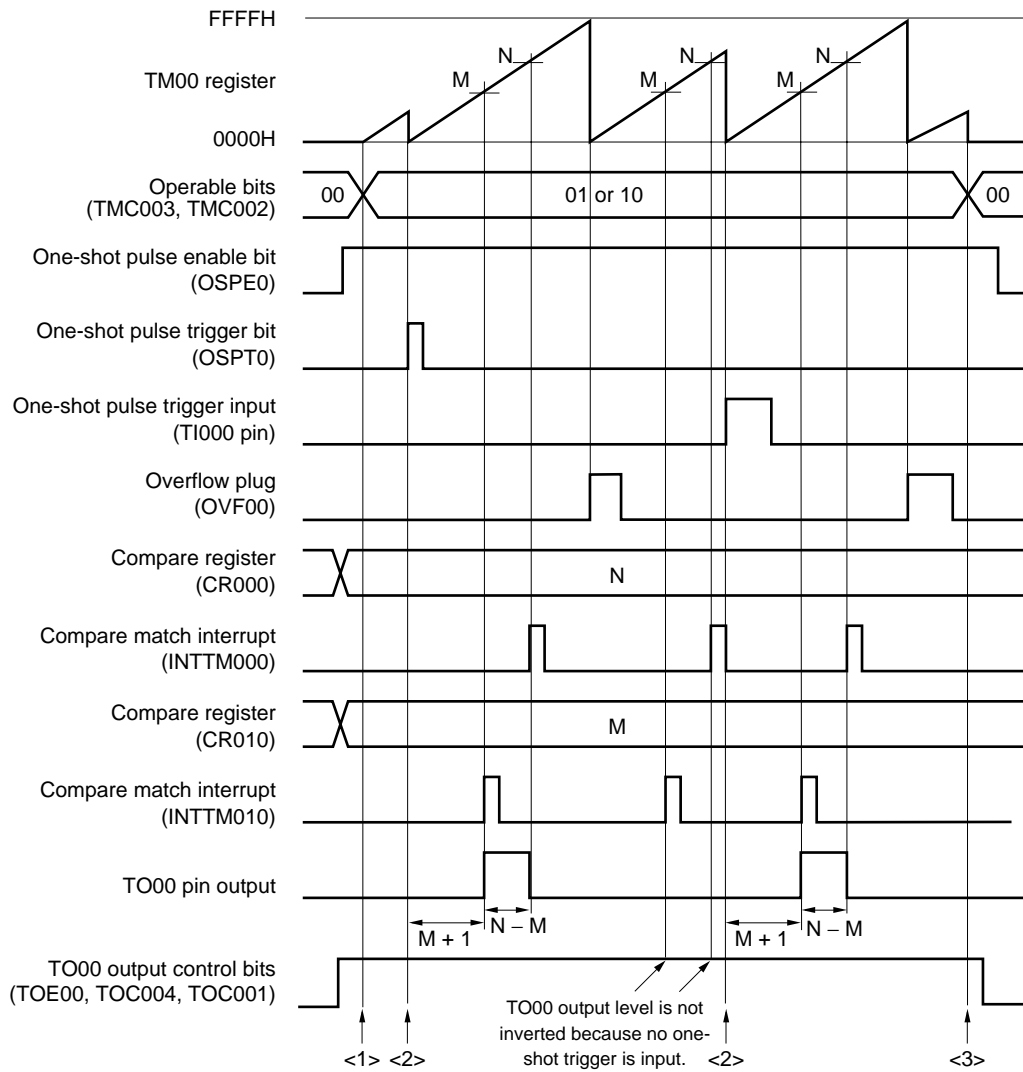 FFFFH
TM00 register
0000H
M
N
M
N
M
N
Operable bits
(TMC003, TMC002)
00
01 or 10
00
One-shot pulse enable bit
(OSPE0)
One-shot pulse trigger bit
(OSPT0)
One-shot pulse trigger input
(TI000 pin)
Overflow plug
(OVF00)
Compare register
(CR000)
N
Compare match interrupt
(INTTM000)
Compare register
(CR010)
M
Compare match interrupt
(INTTM010)
TO00 pin output
M + 1
N − M
M + 1
N − M
TO00 output control bits
(TOE00, TOC004, TOC001)
TO00 output level is not
inverted because no one-
shot trigger is input.
<1>
<2>
<2>
<3>